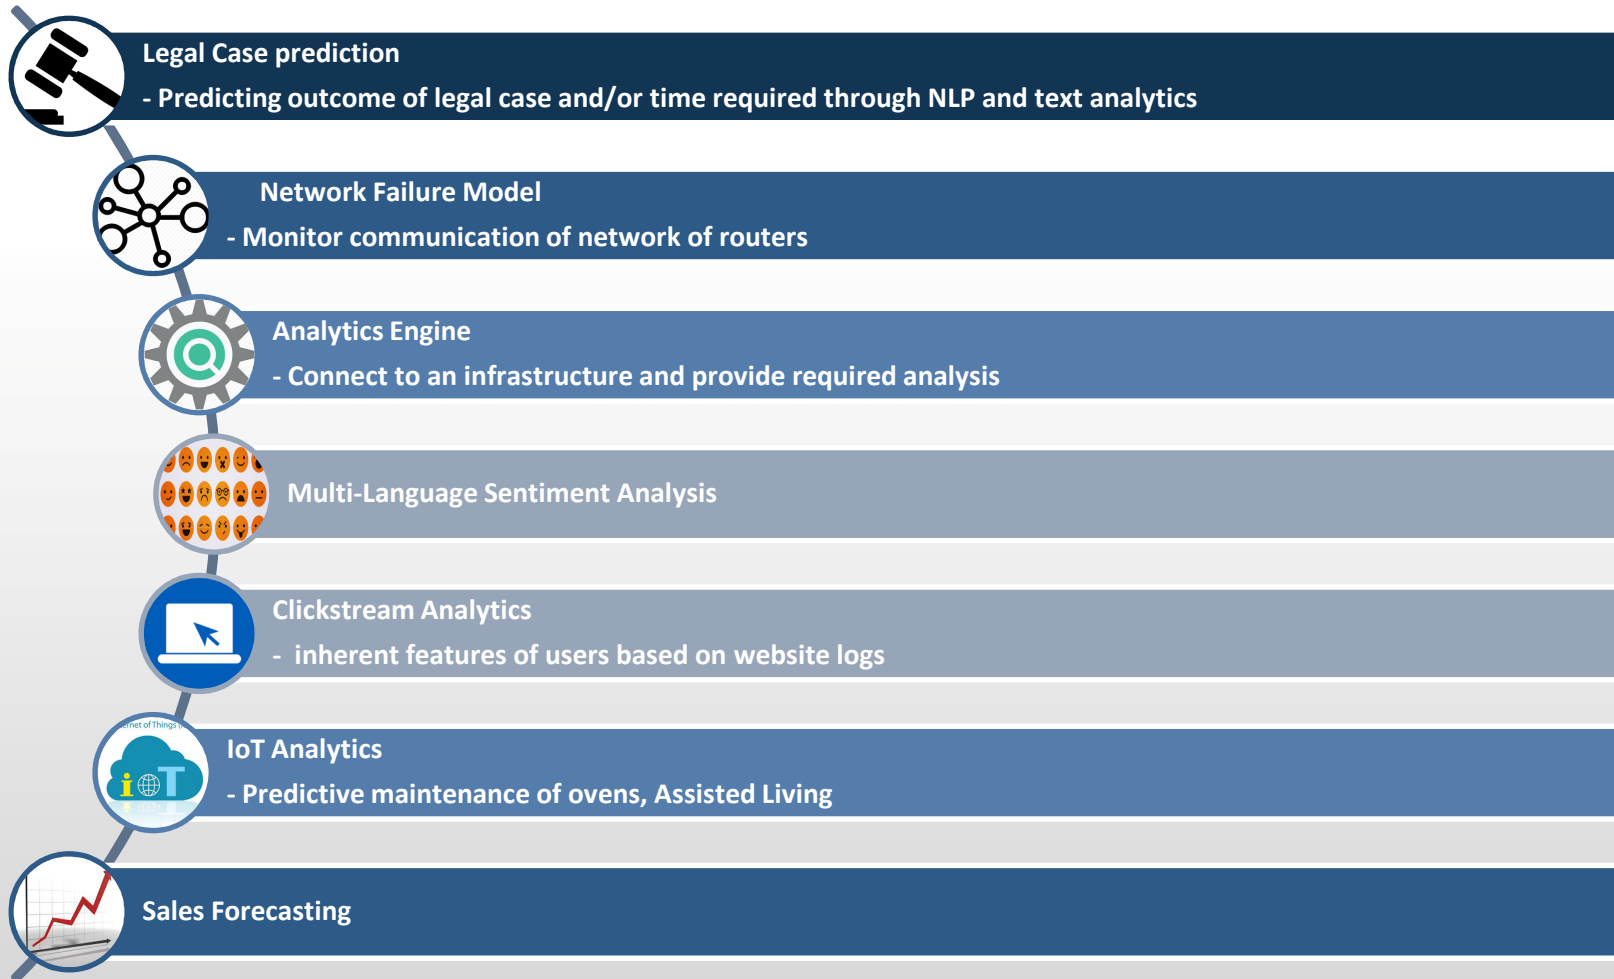 Legal Case prediction
- Predicting outcome of legal case and/or time required through NLP and text analytics
Network Failure Model
- Monitor communication of network of routers
Analytics Engine
- Connect to an infrastructure and provide required analysis
Multi-Language Sentiment Analysis
Clickstream Analytics
- inherent features of users based on website logs
of Things
IoT Analytics
iOT
- Predictive maintenance of ovens, Assisted Living
Sales Forecasting